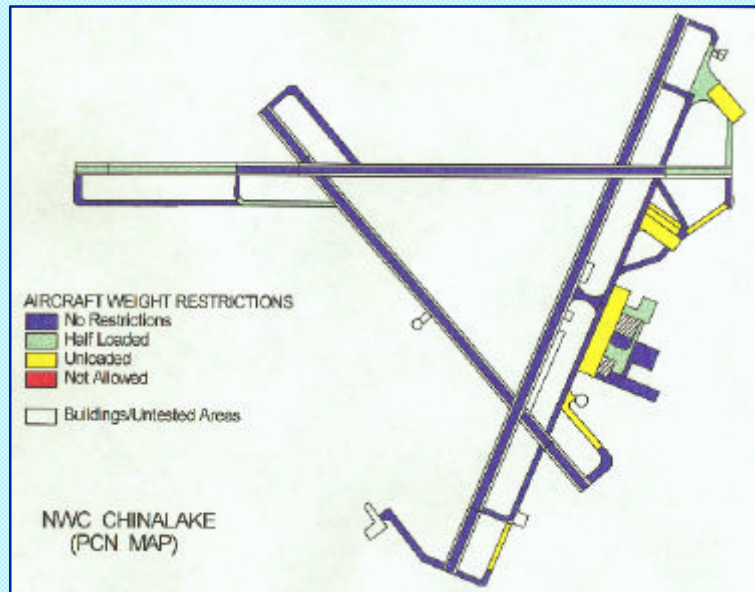 AIRCRAFT WEIGHT RESTRICTIONS
No Restrictions
Half Loaded
Unloaded
Not Allowed
Buildings/Untested Areas
NWC CHINALAKE
(PCN MAP)